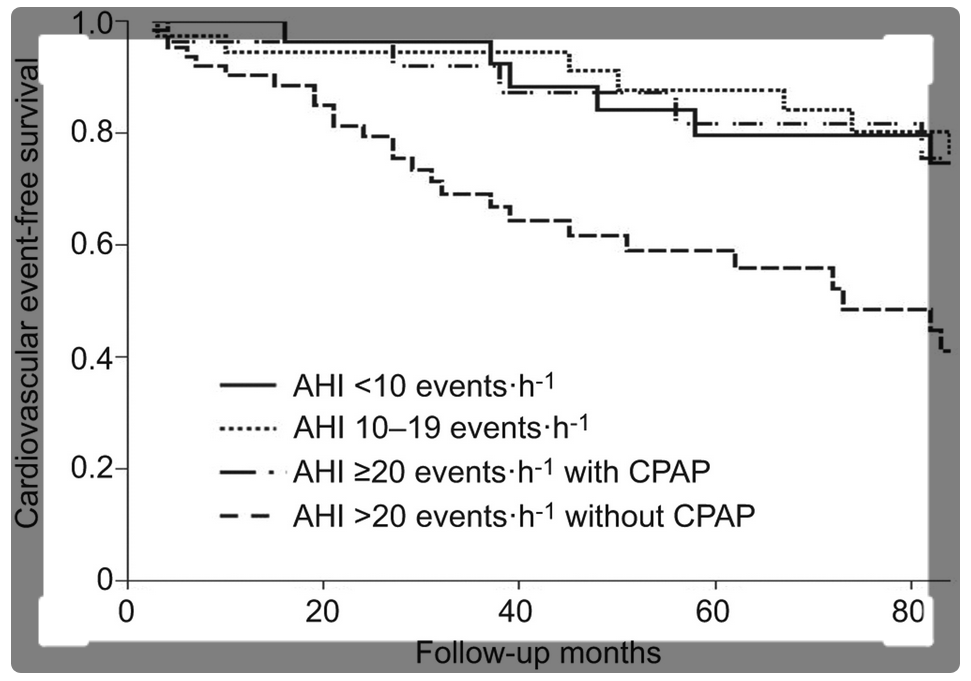 Cardiovascular event-free survival
1.0
0.8
0.6
0.4
0.2
0
AHI <10 events·h-1
AHI 10–19 events·h-1
AHI ≥20 events·h-1 with CPAP
AHI >20 events·h-1 without CPAP
0 20 40 60 80
Follow-up months